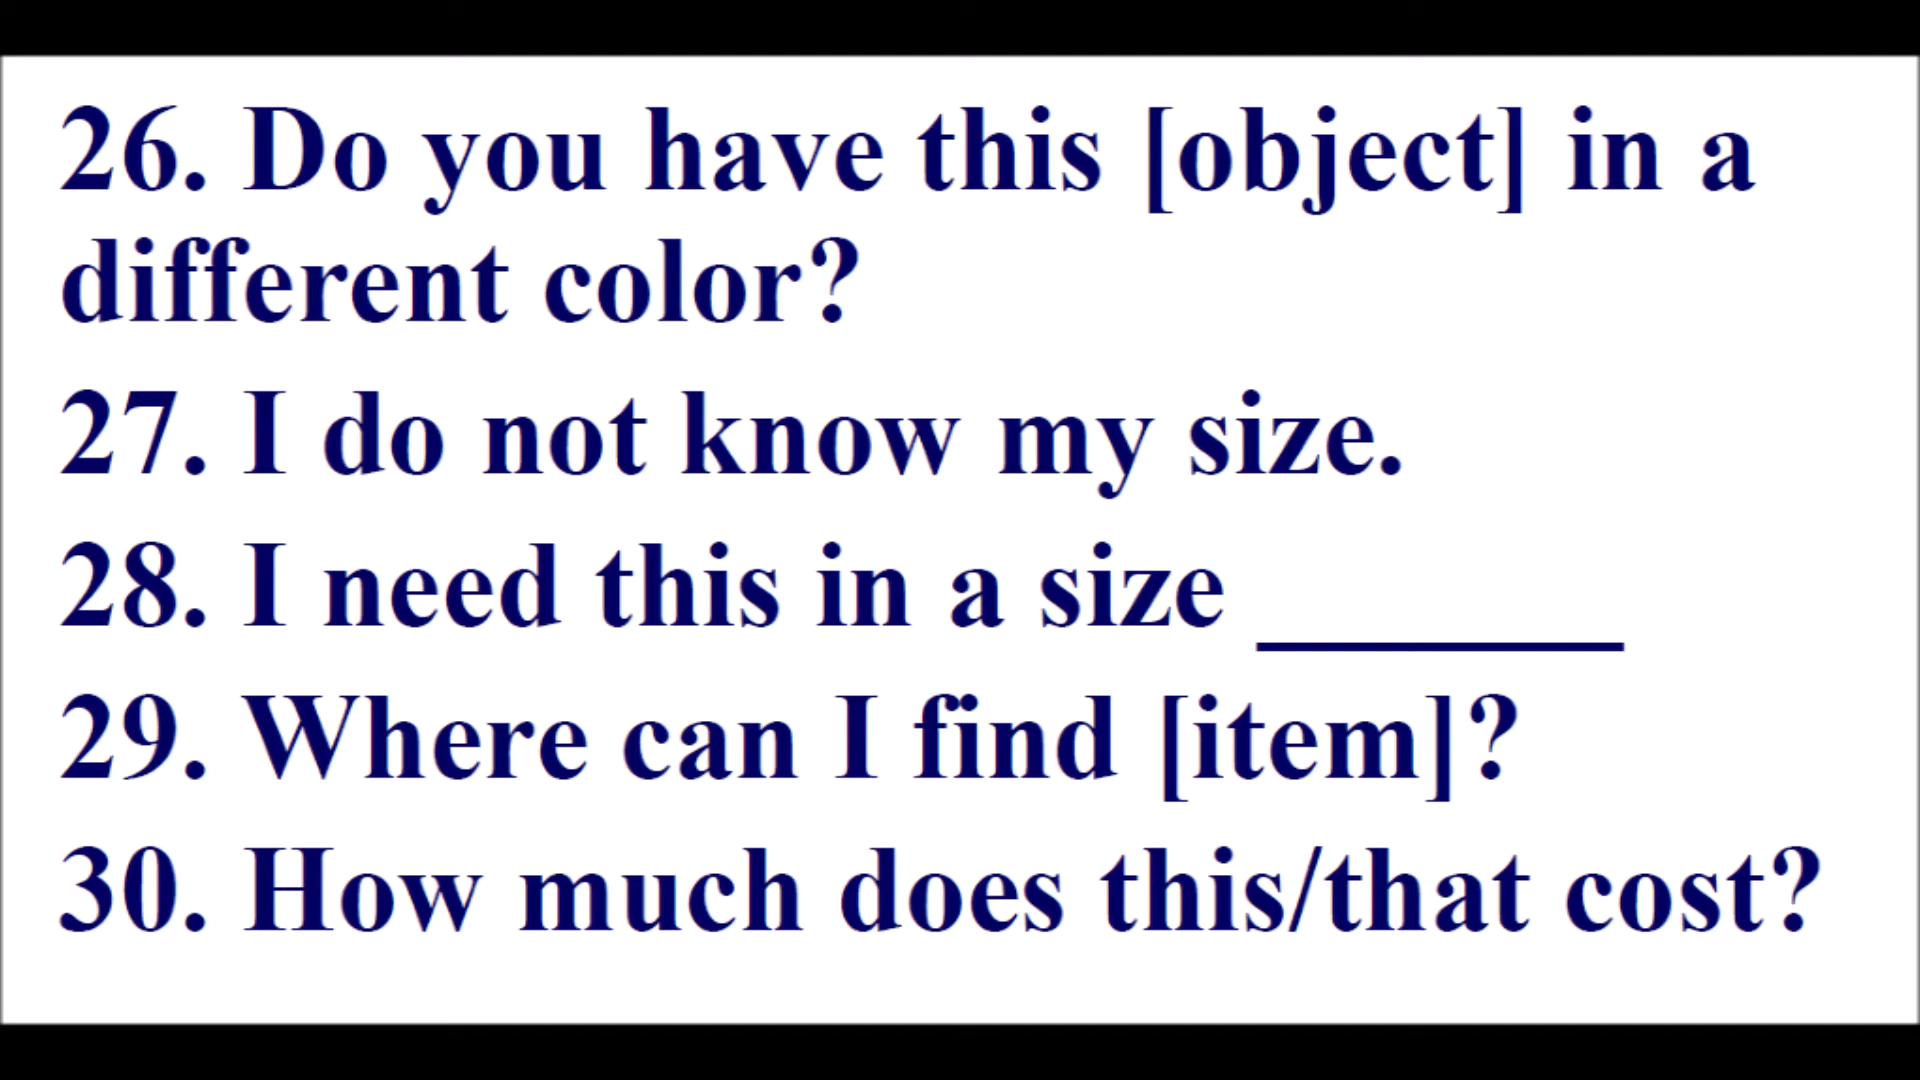 26. Do you have this [object] in a
different color?
27. I do not know my size.
28. I need this in a size ______
29. Where can I find [item]?
30. How much does this/that cost?